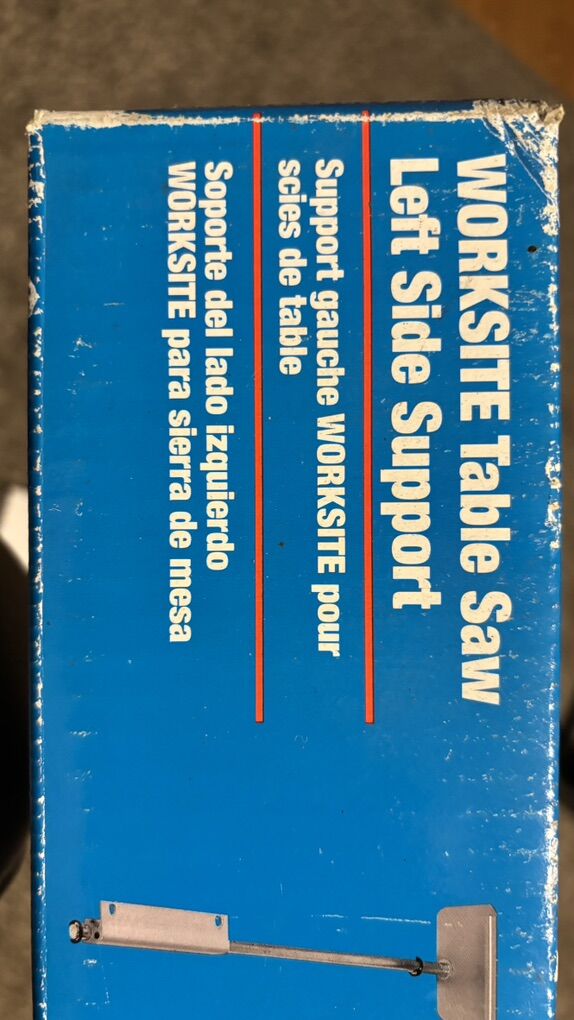 WORKSITE Table Saw
Left Side Support
Support gauche WORKSITE pour
scies de table
Soporte del lado izquierdo
WORKSITE para sierra de mesa